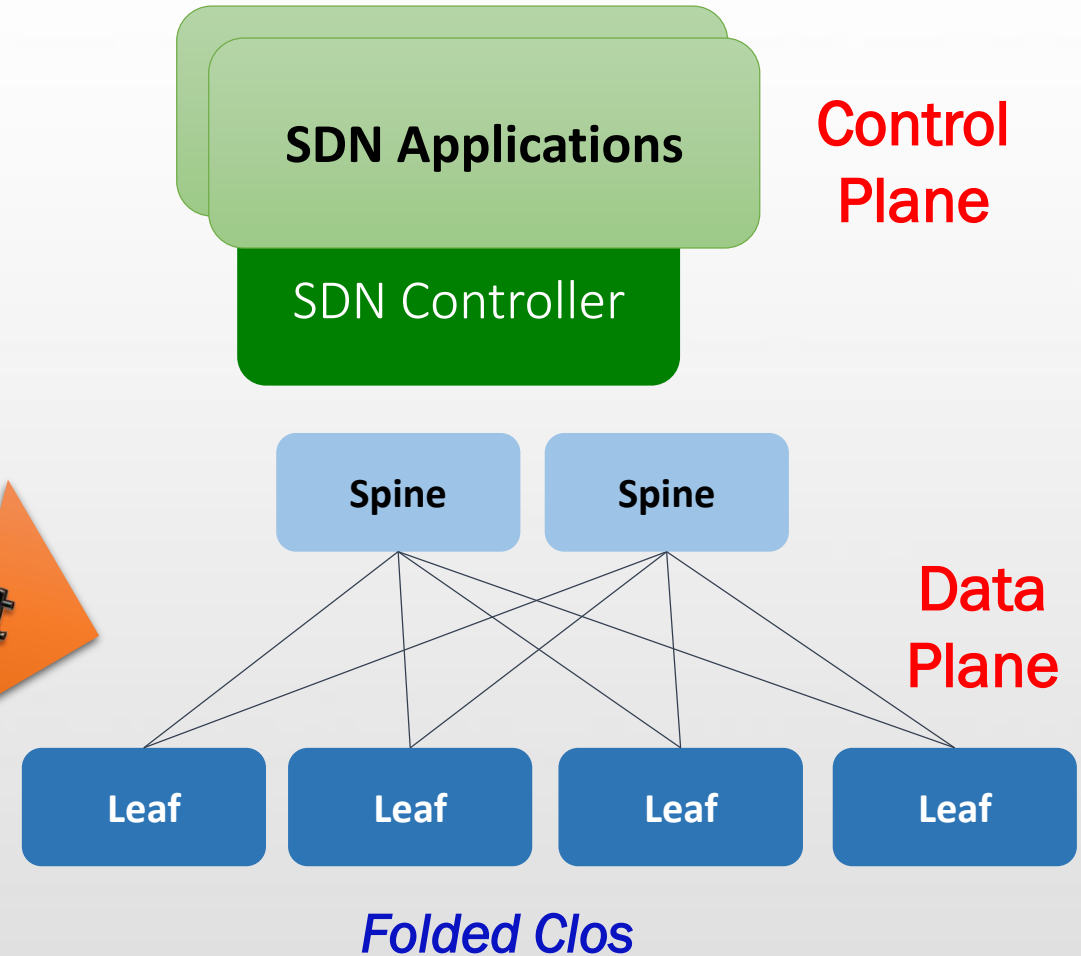 SDN Applications
Control
Plane
SDN Controller
Spine
Spine
Data
Plane
Leaf
Leaf
Leaf
Leaf
Folded Clos